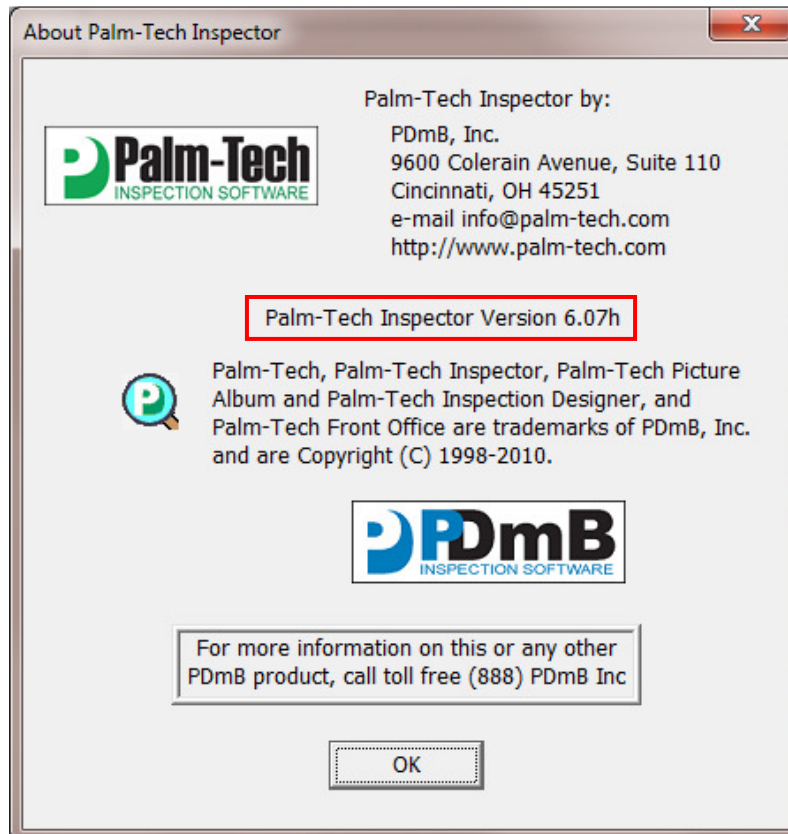 About Palm-Tech Inspector
Palm-Tech Inspector by:
Palm-Tech
INSPECTION SOFTWARE
PDmB, Inc.
9600 Colerain Avenue, Suite 110
Cincinnati, OH 45251
e-mail info@palm-tech.com
http://www.palm-tech.com
Palm-Tech Inspector Version 6.07h
P
Palm-Tech, Palm-Tech Inspector, Palm-Tech Picture
Album and Palm-Tech Inspection Designer, and
Palm-Tech Front Office are trademarks of PDmB, Inc.
and are Copyright (C) 1998-2010.
PDmB
INSPECTION SOFTWARE
For more information on this or any other
PDmB product, call toll free (888) PDmB Inc
OK